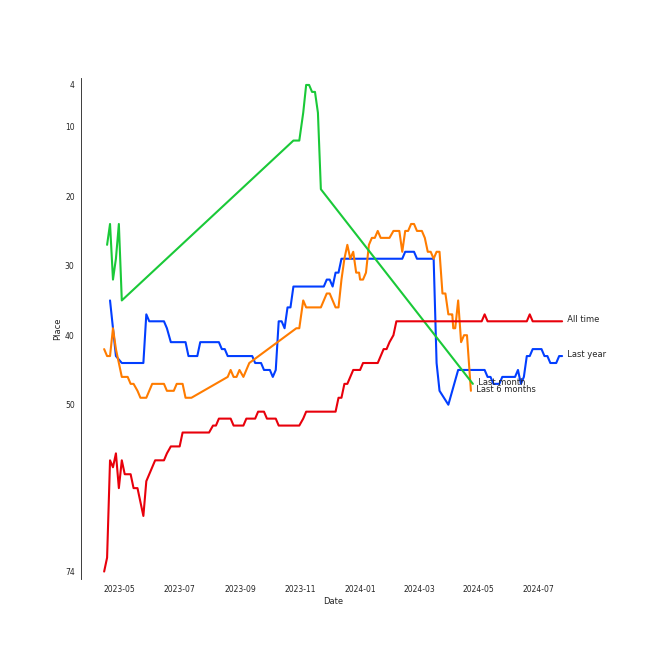 4
10
20
30
40
50
74
Place
All time
Last year
Last month
Last 6 months
2023-05
2023-07
2023-09
2023-11
2024-01
2024-03
2024-05
2024-07
Date